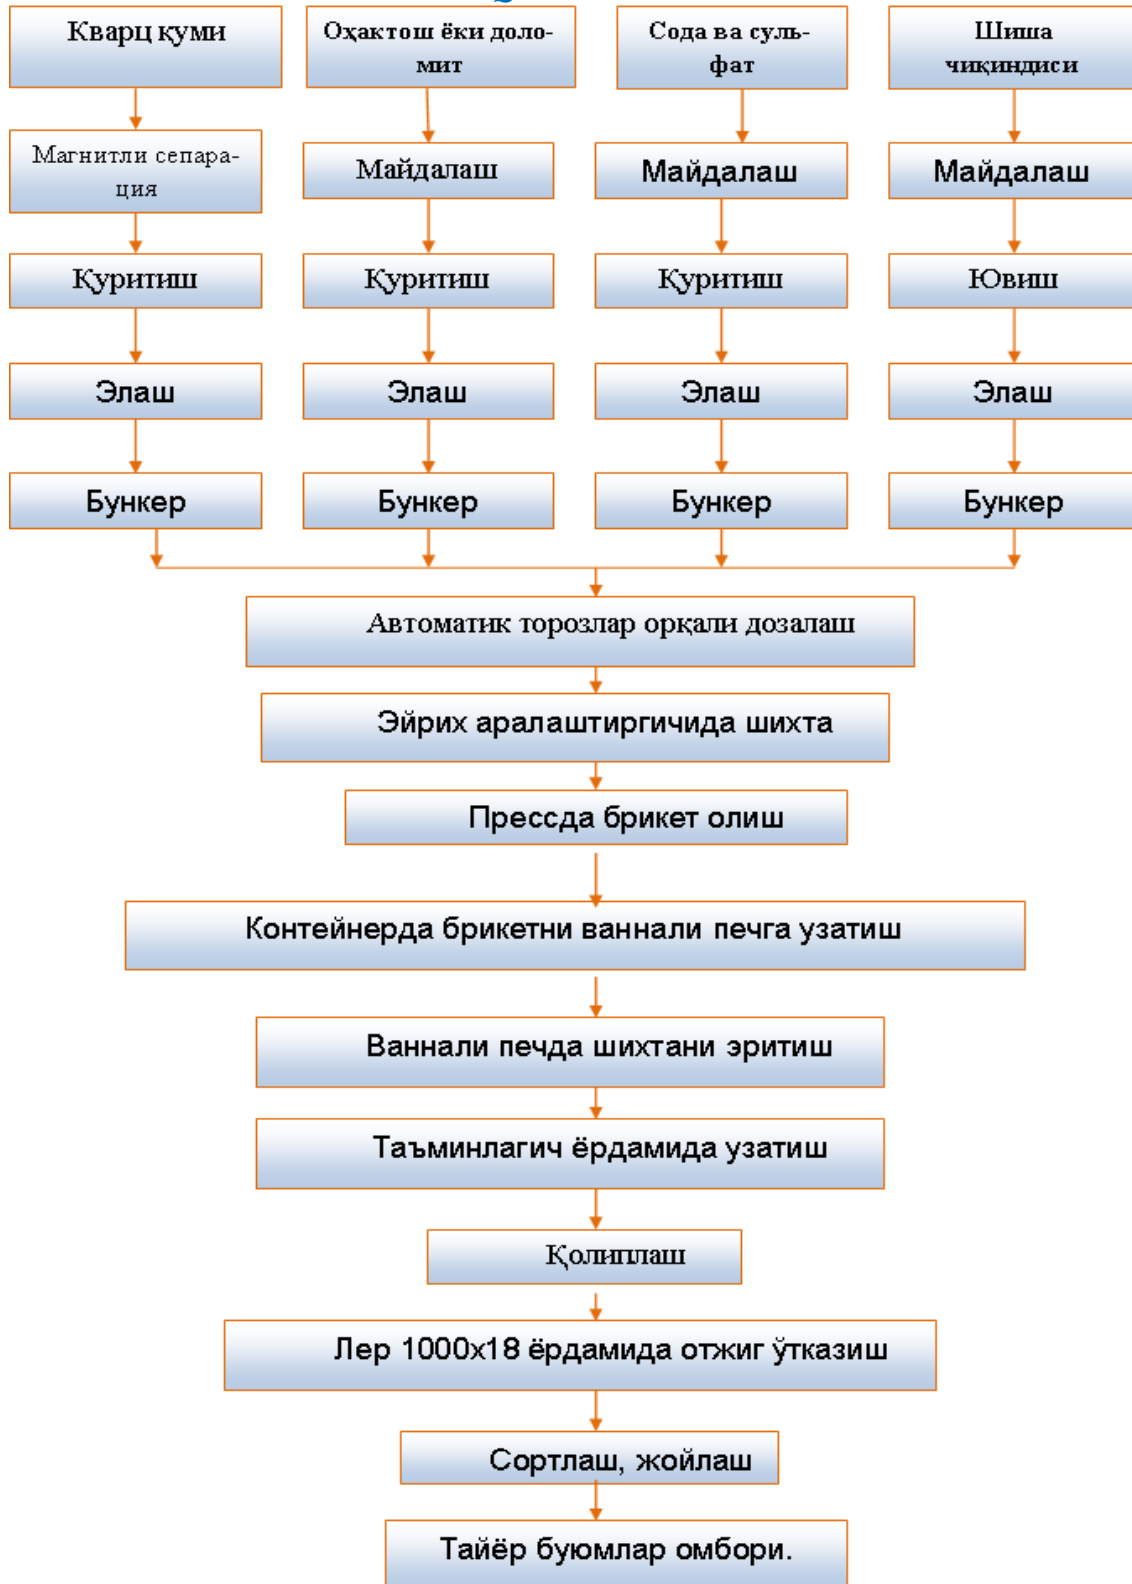 Кварц қуми
Оҳактош ёки доло-
мит
Сода ва суль-
фат
Шиша
чиқиндиси
Магнитли сепара-
ция
Майдалаш
Майдалаш
Майдалаш
Қуритиш
Қуритиш
Қуритиш
Ювиш
Элаш
Элаш
Элаш
Элаш
Бункер
Бункер
Бункер
Бункер
Автоматик торозлар орқали дозалаш
Эйрих аралаштиргичида шихта
Прессда брикет олиш
Контейнерда брикетни ваннали печга узатиш
Ваннали печда шихтани эритиш
Таъминлагич ёрдамида узатиш
Қолиплаш
Лер 1000х18 ёрдамида отжиг ўтказиш
Сортлаш, жойлаш
Тайёр буюмлар омбори.